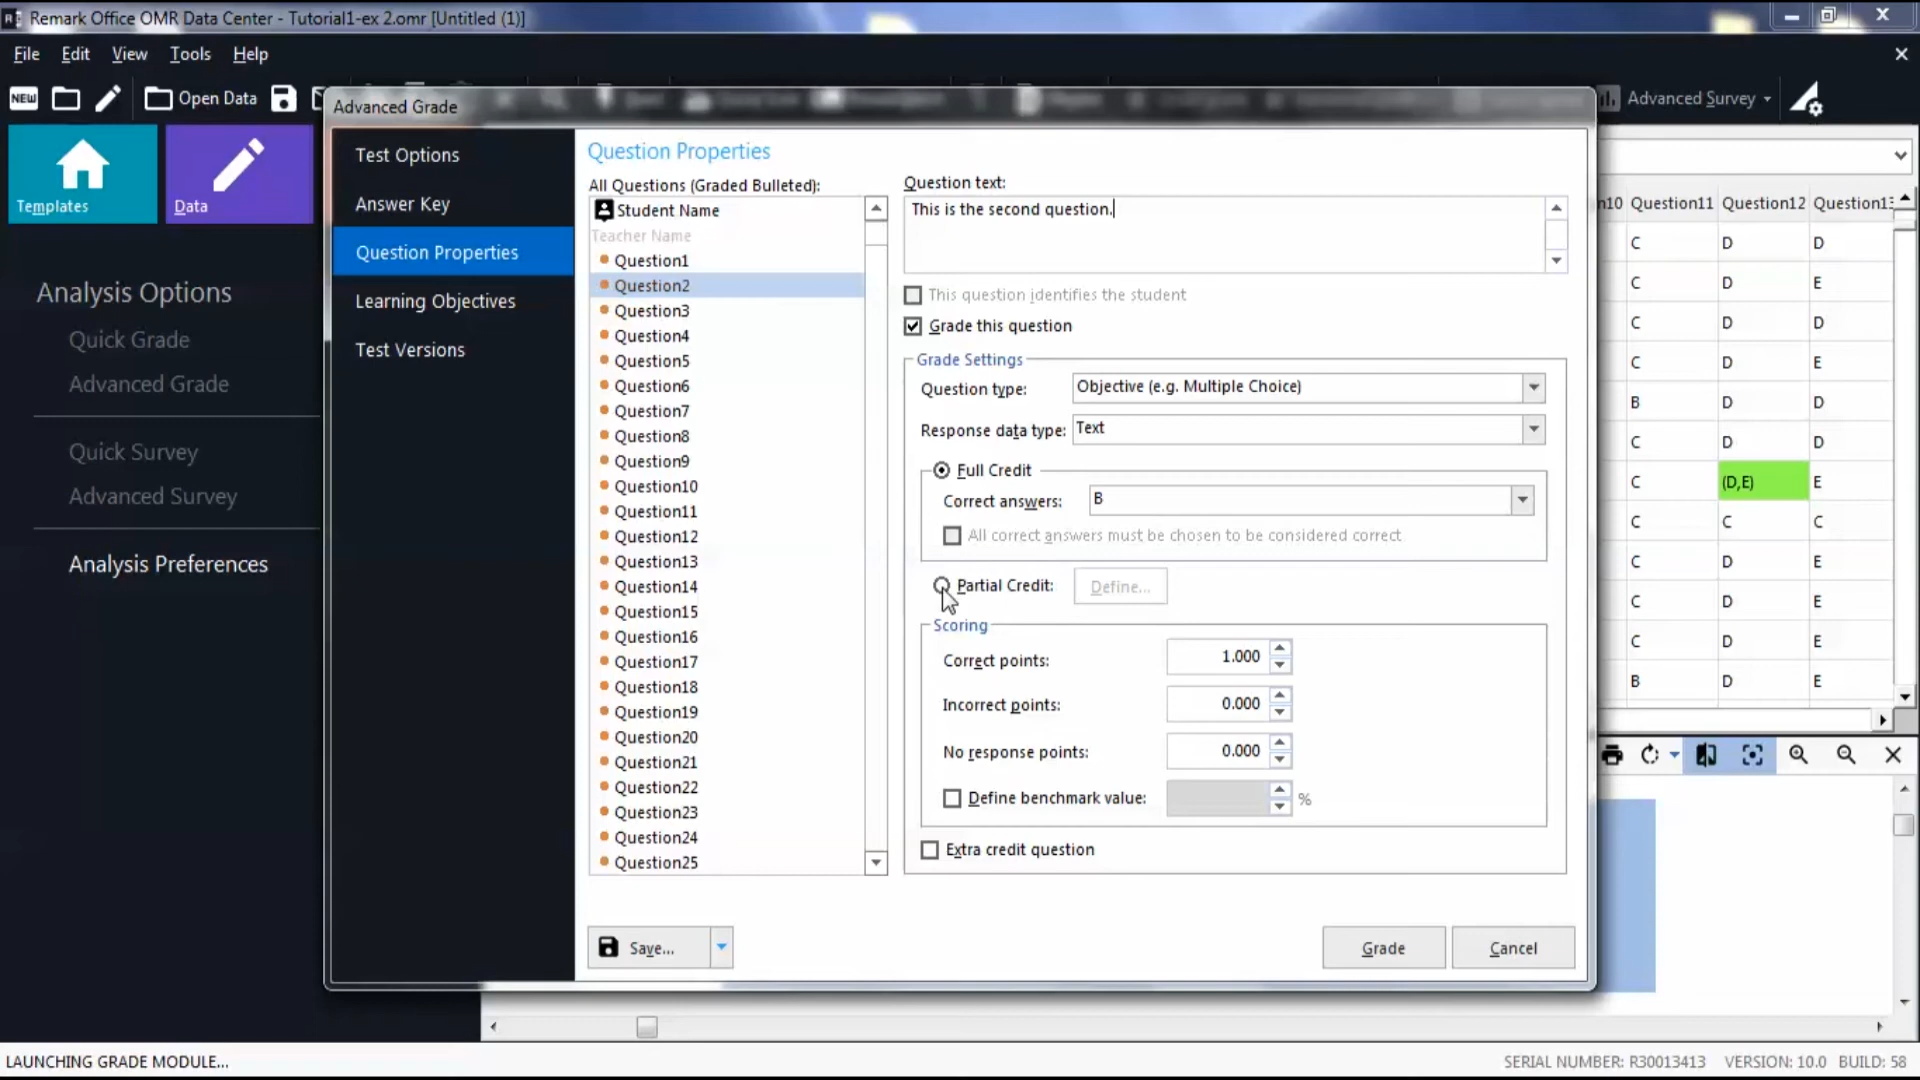 Remark Office OMR Data Center - Tutorial1-ex 2.omr [Untitled (1)]
File Edit View Tools Help
NEW Open Data Advanced Survey
Templates Data
Analysis Options
Quick Grade
Advanced Grade
Quick Survey
Advanced Survey
Analysis Preferences
Advanced Grade
Test Options
Answer Key
Question Properties
Learning Objectives
Test Versions
Question Properties
All Questions (Graded Bulleted):
Student Name
Teacher Name
Question1
Question2
Question3
Question4
Question5
Question6
Question7
Question8
Question9
Question10
Question11
Question12
Question13
Question14
Question15
Question16
Question17
Question18
Question19
Question20
Question21
Question22
Question23
Question24
Question25
Question text:
This is the second question.
This question identifies the student
Grade this question
Grade Settings
Question type: Objective (e.g. Multiple Choice)
Response data type: Text
Full Credit
Correct answers: B
All correct answers must be chosen to be considered correct
Partial Credit: Define...
Scoring
Correct points: 1.000
Incorrect points: 0.000
No response points: 0.000
Define benchmark value: %
Extra credit question
Save... Grade Cancel
n10 Question11 Question12 Question13
C D D
C D E
C D D
C D E
B D D
C D D
C (D,E) E
C C C
C D E
C D E
C D E
B D E
LAUNCHING GRADE MODULE... SERIAL NUMBER: R30013413 VERSION: 10.0 BUILD: 58